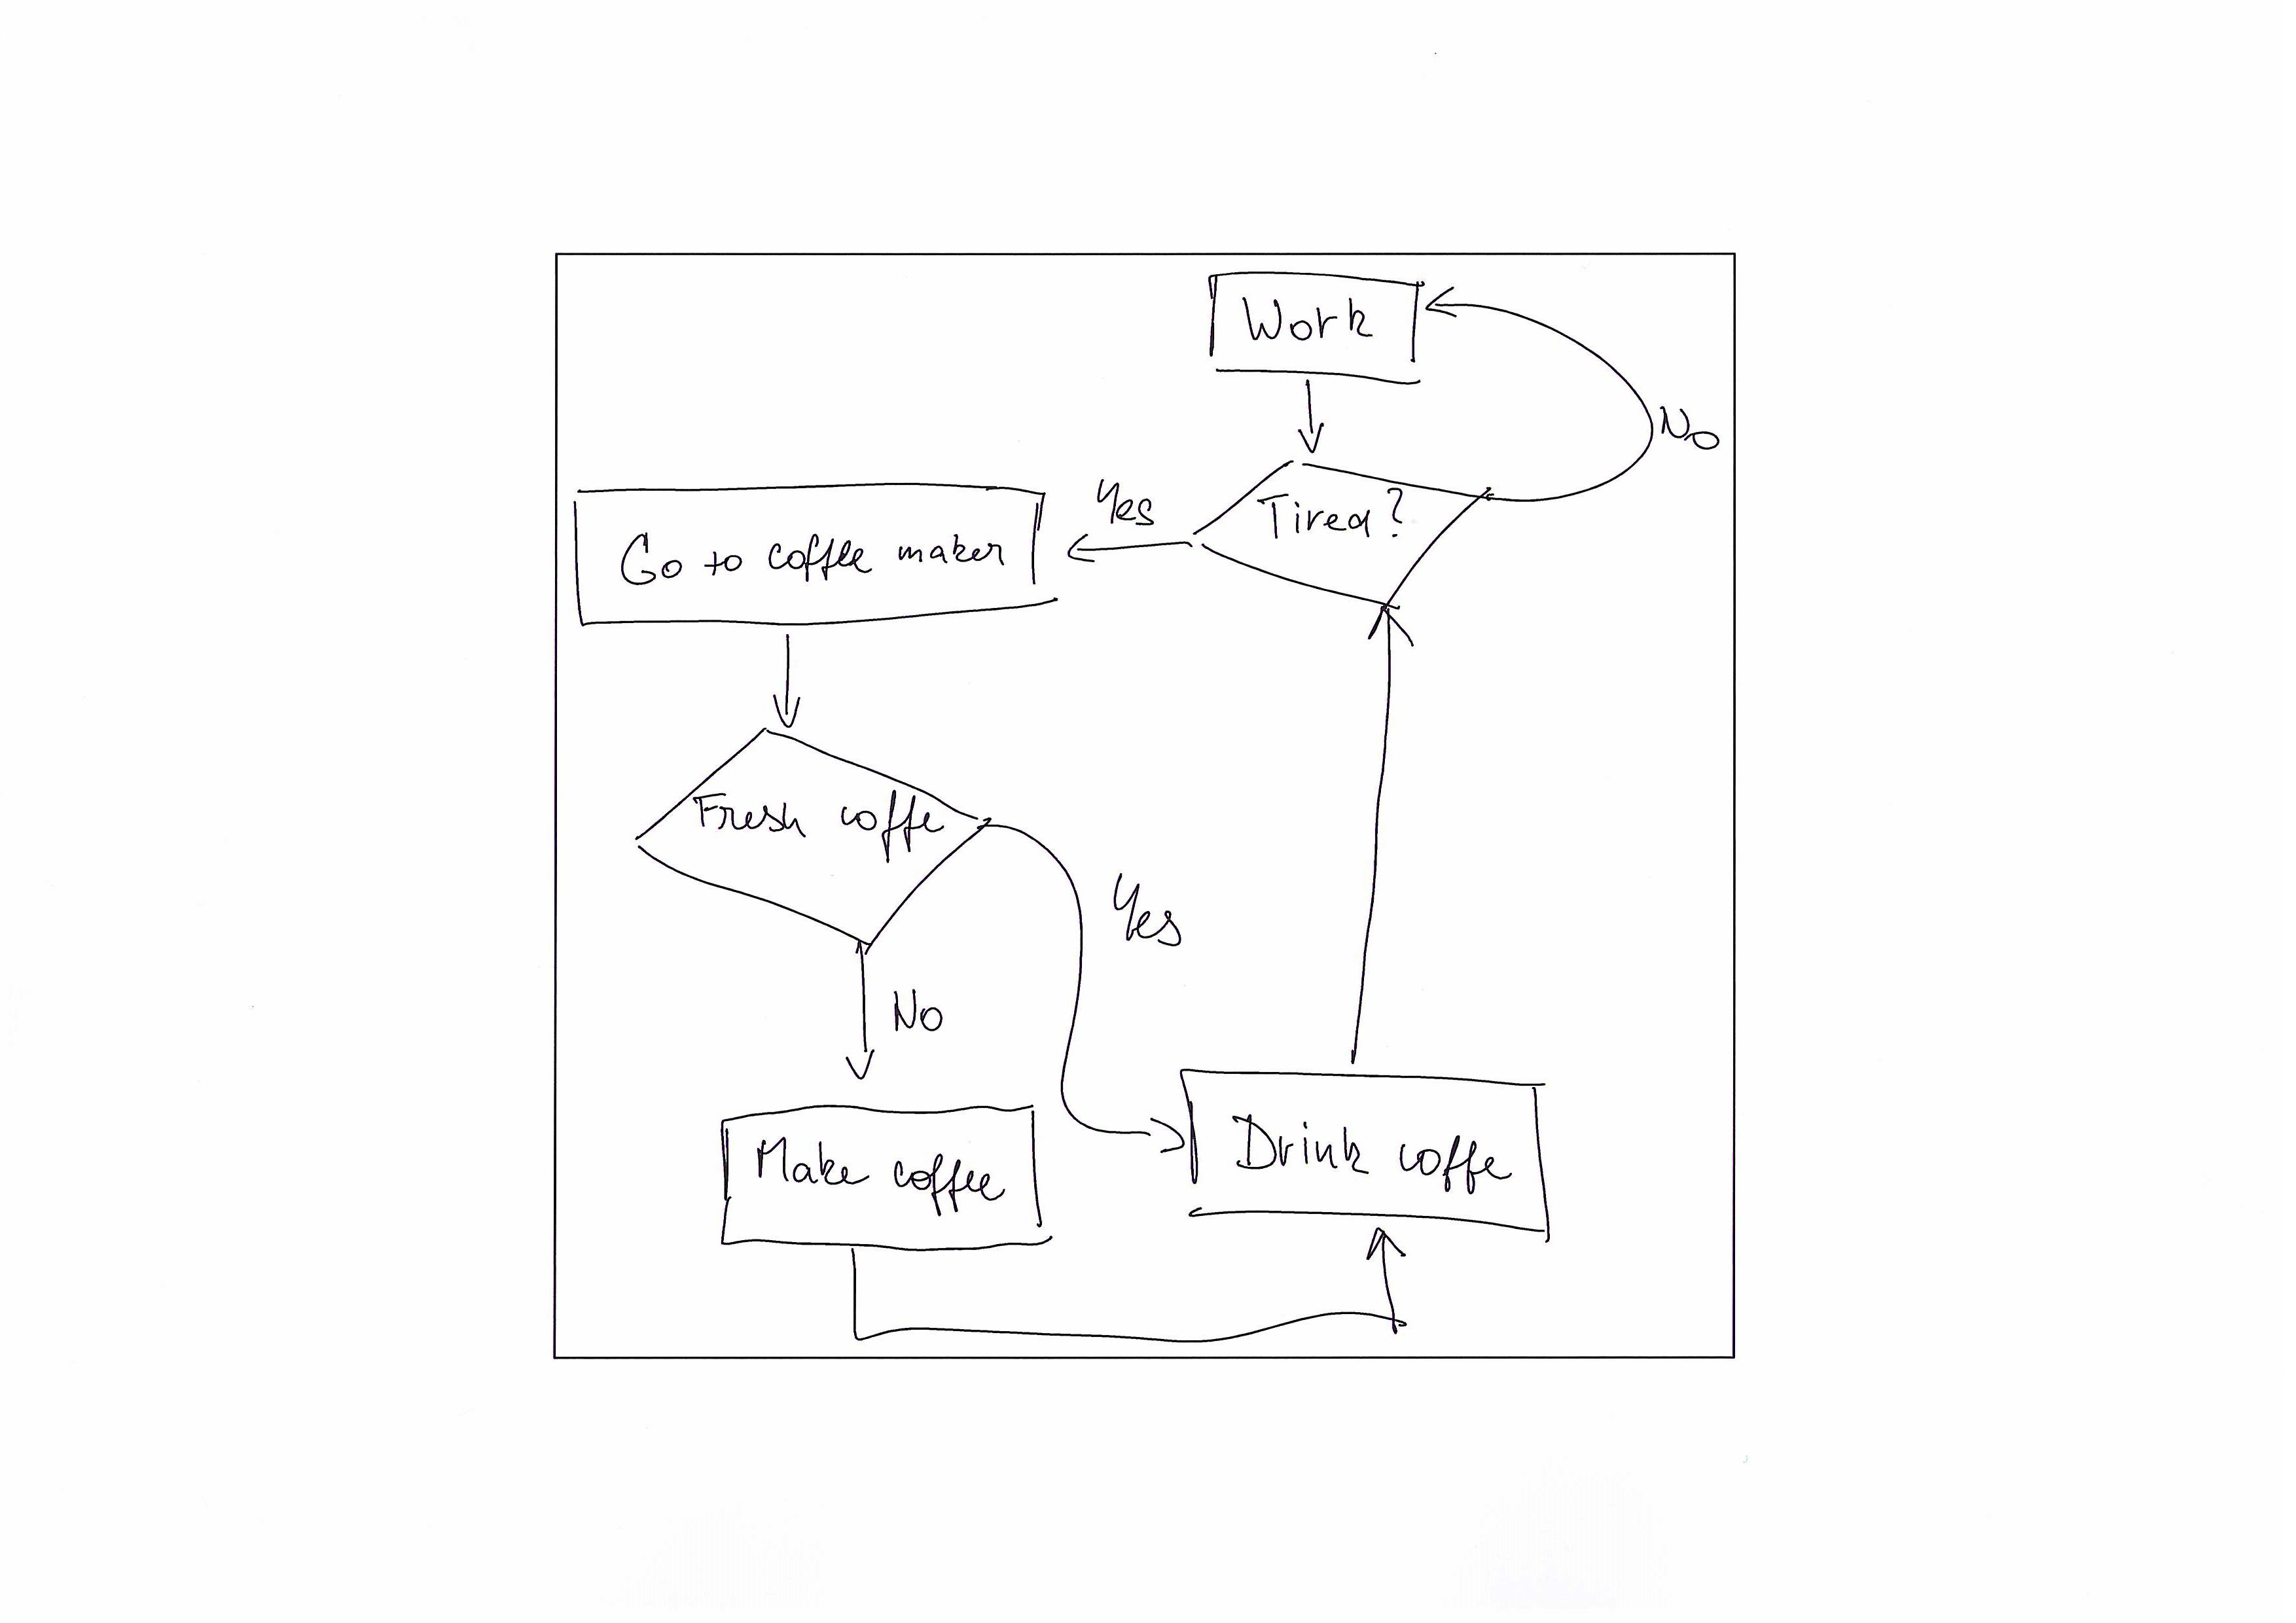 Work
No
Tired?
Yes
Go to coffee maker
Fresh coffe
Yes
No
Make coffee
Drink coffe